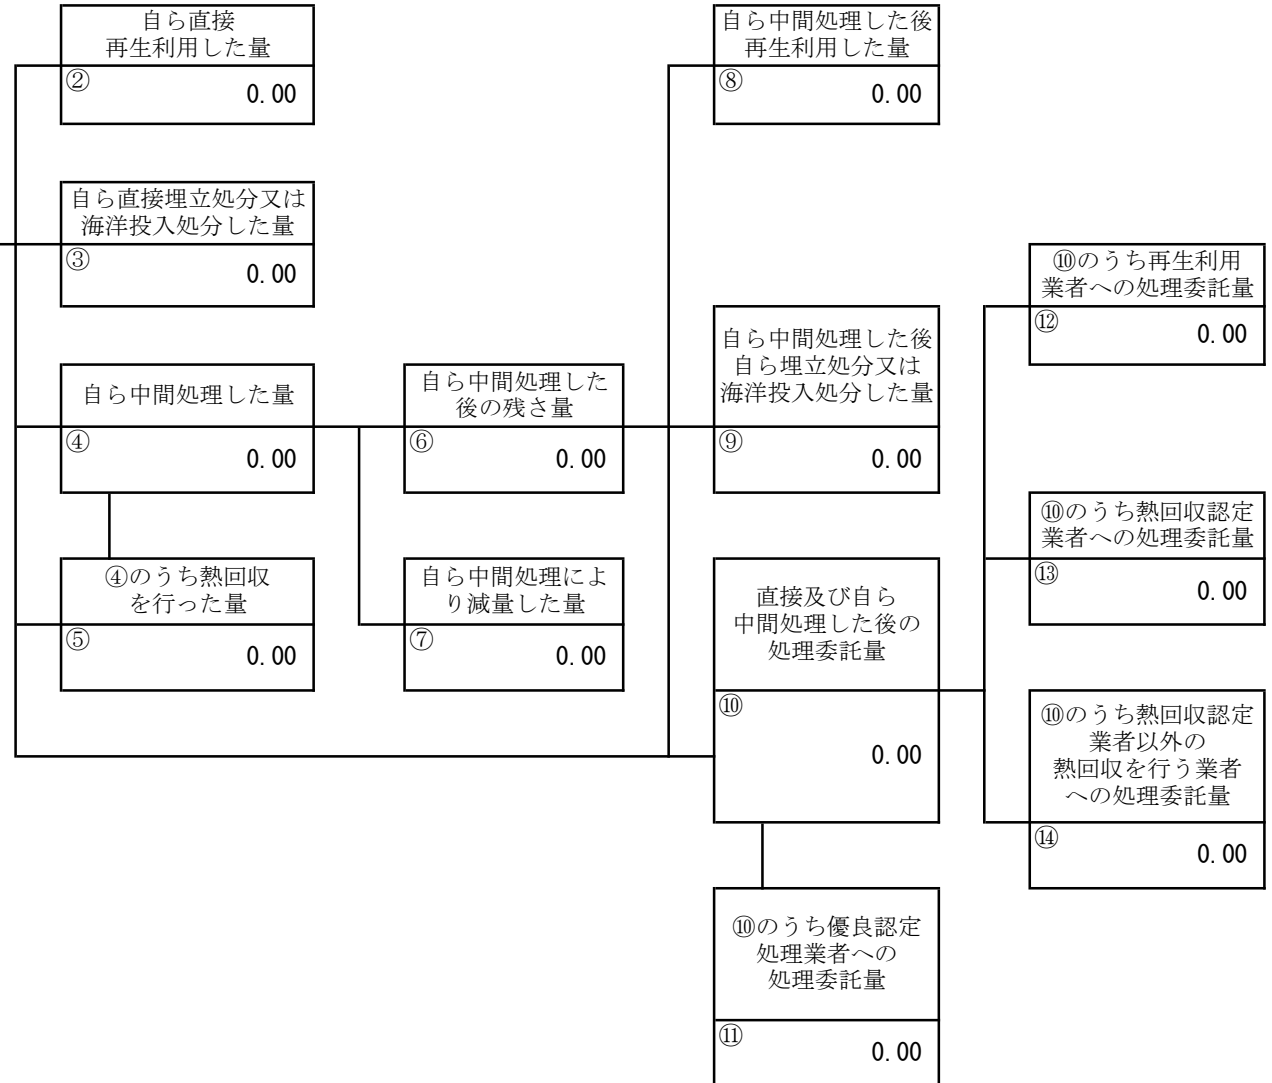 自ら直接
再生利用した量
②
0.00
自ら直接埋立処分又は
海洋投入処分した量
③
0.00
自ら中間処理した量
④
0.00
④のうち熱回収
を行った量
⑤
0.00
自ら中間処理した
後の残さ量
⑥
0.00
自ら中間処理によ
り減量した量
⑦
0.00
自ら中間処理した後
再生利用した量
⑧
0.00
自ら中間処理した後
自ら埋立処分又は
海洋投入処分した量
⑨
0.00
直接及び自ら
中間処理した後の
処理委託量
⑩
0.00
⑩のうち優良認定
処理業者への
処理委託量
⑪
0.00
⑩のうち再生利用
業者への処理委託量
⑫
0.00
⑩のうち熱回収認定
業者への処理委託量
⑬
0.00
⑩のうち熱回収認定
業者以外の
熱回収を行う業者
への処理委託量
⑭
0.00